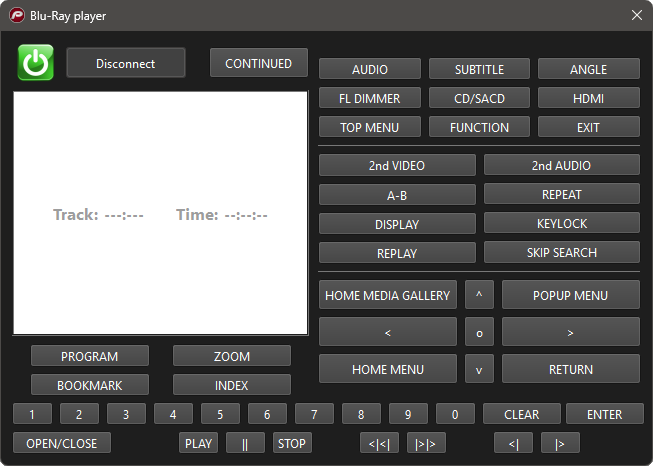 Blu-Ray player
Disconnect
CONTINUED
AUDIO SUBTITLE ANGLE
FL DIMMER CD/SACD HDMI
TOP MENU FUNCTION EXIT
Track: ---:--- Time: --:--:--
2nd VIDEO 2nd AUDIO
A-B REPEAT
DISPLAY KEYLOCK
REPLAY SKIP SEARCH
HOME MEDIA GALLERY ^ POPUP MENU
< o >
HOME MENU v RETURN
PROGRAM ZOOM
BOOKMARK INDEX
1 2 3 4 5 6 7 8 9 0 CLEAR ENTER
OPEN/CLOSE PLAY || STOP <|<| |>|> <| |>